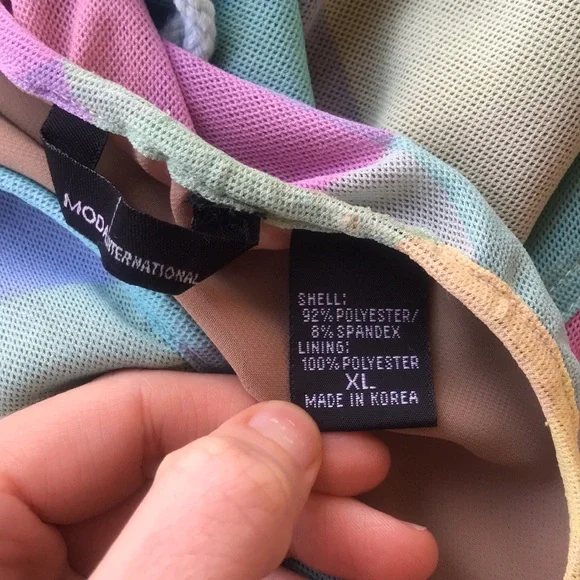 MODA INTERNATIONAL
SHELL:
92% POLYESTER/
8% SPANDEX
LINING:
100% POLYESTER
XL
MADE IN KOREA